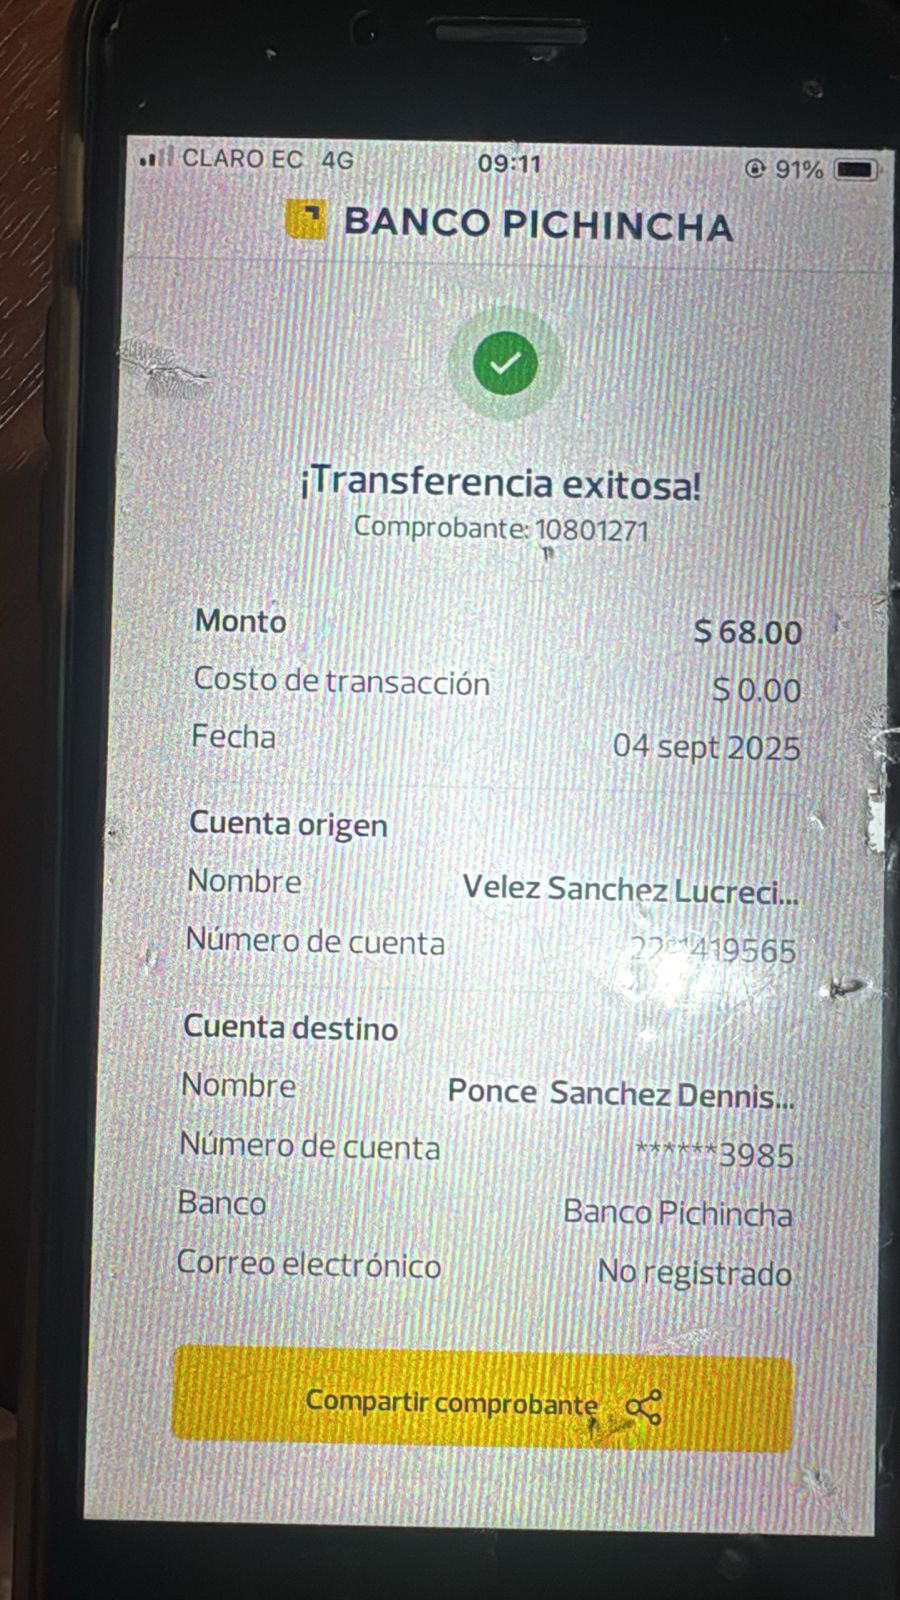 CLARO EC 4G 09:11 91%
BANCO PICHINCHA
¡Transferencia exitosa!
Comprobante: 10801271
Monto $ 68.00
Costo de transacción $ 0.00
Fecha 04 sept 2025
Cuenta origen
Nombre Velez Sanchez Lucreci...
Número de cuenta
Cuenta destino
Nombre Ponce Sanchez Dennis...
Número de cuenta ******3985
Banco Banco Pichincha
Correo electrónico No registrado
Compartir comprobante